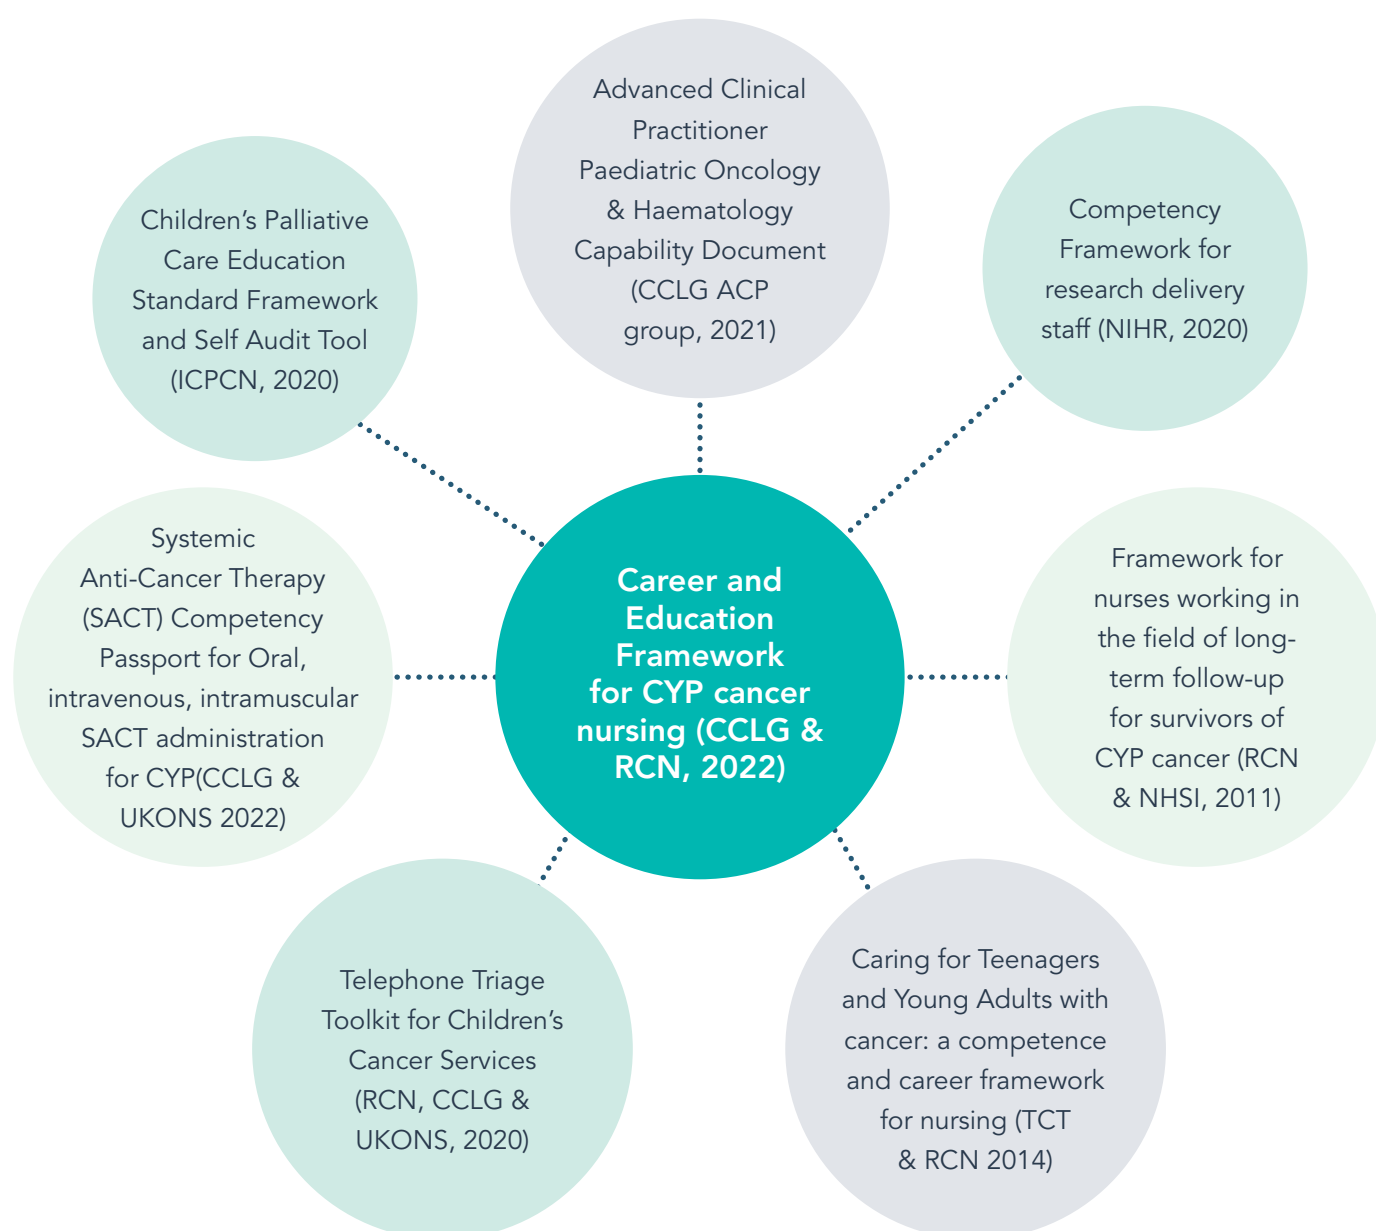 Advanced Clinical
Practitioner
Paediatric Oncology
& Haematology
Capability Document
(CCLG ACP
group, 2021)
Children’s Palliative
Care Education
Standard Framework
and Self Audit Tool
(ICPCN, 2020)
Competency
Framework for
research delivery
staff (NIHR, 2020)
Systemic
Anti-Cancer Therapy
(SACT) Competency
Passport for Oral,
intravenous, intramuscular
SACT administration
for CYP(CCLG &
UKONS 2022)
Career and
Education
Framework
for CYP cancer
nursing (CCLG &
RCN, 2022)
Framework for
nurses working in
the field of long-
term follow-up
for survivors of
CYP cancer (RCN
& NHSI, 2011)
Telephone Triage
Toolkit for Children’s
Cancer Services
(RCN, CCLG &
UKONS, 2020)
Caring for Teenagers
and Young Adults with
cancer: a competence
and career framework
for nursing (TCT
& RCN 2014)